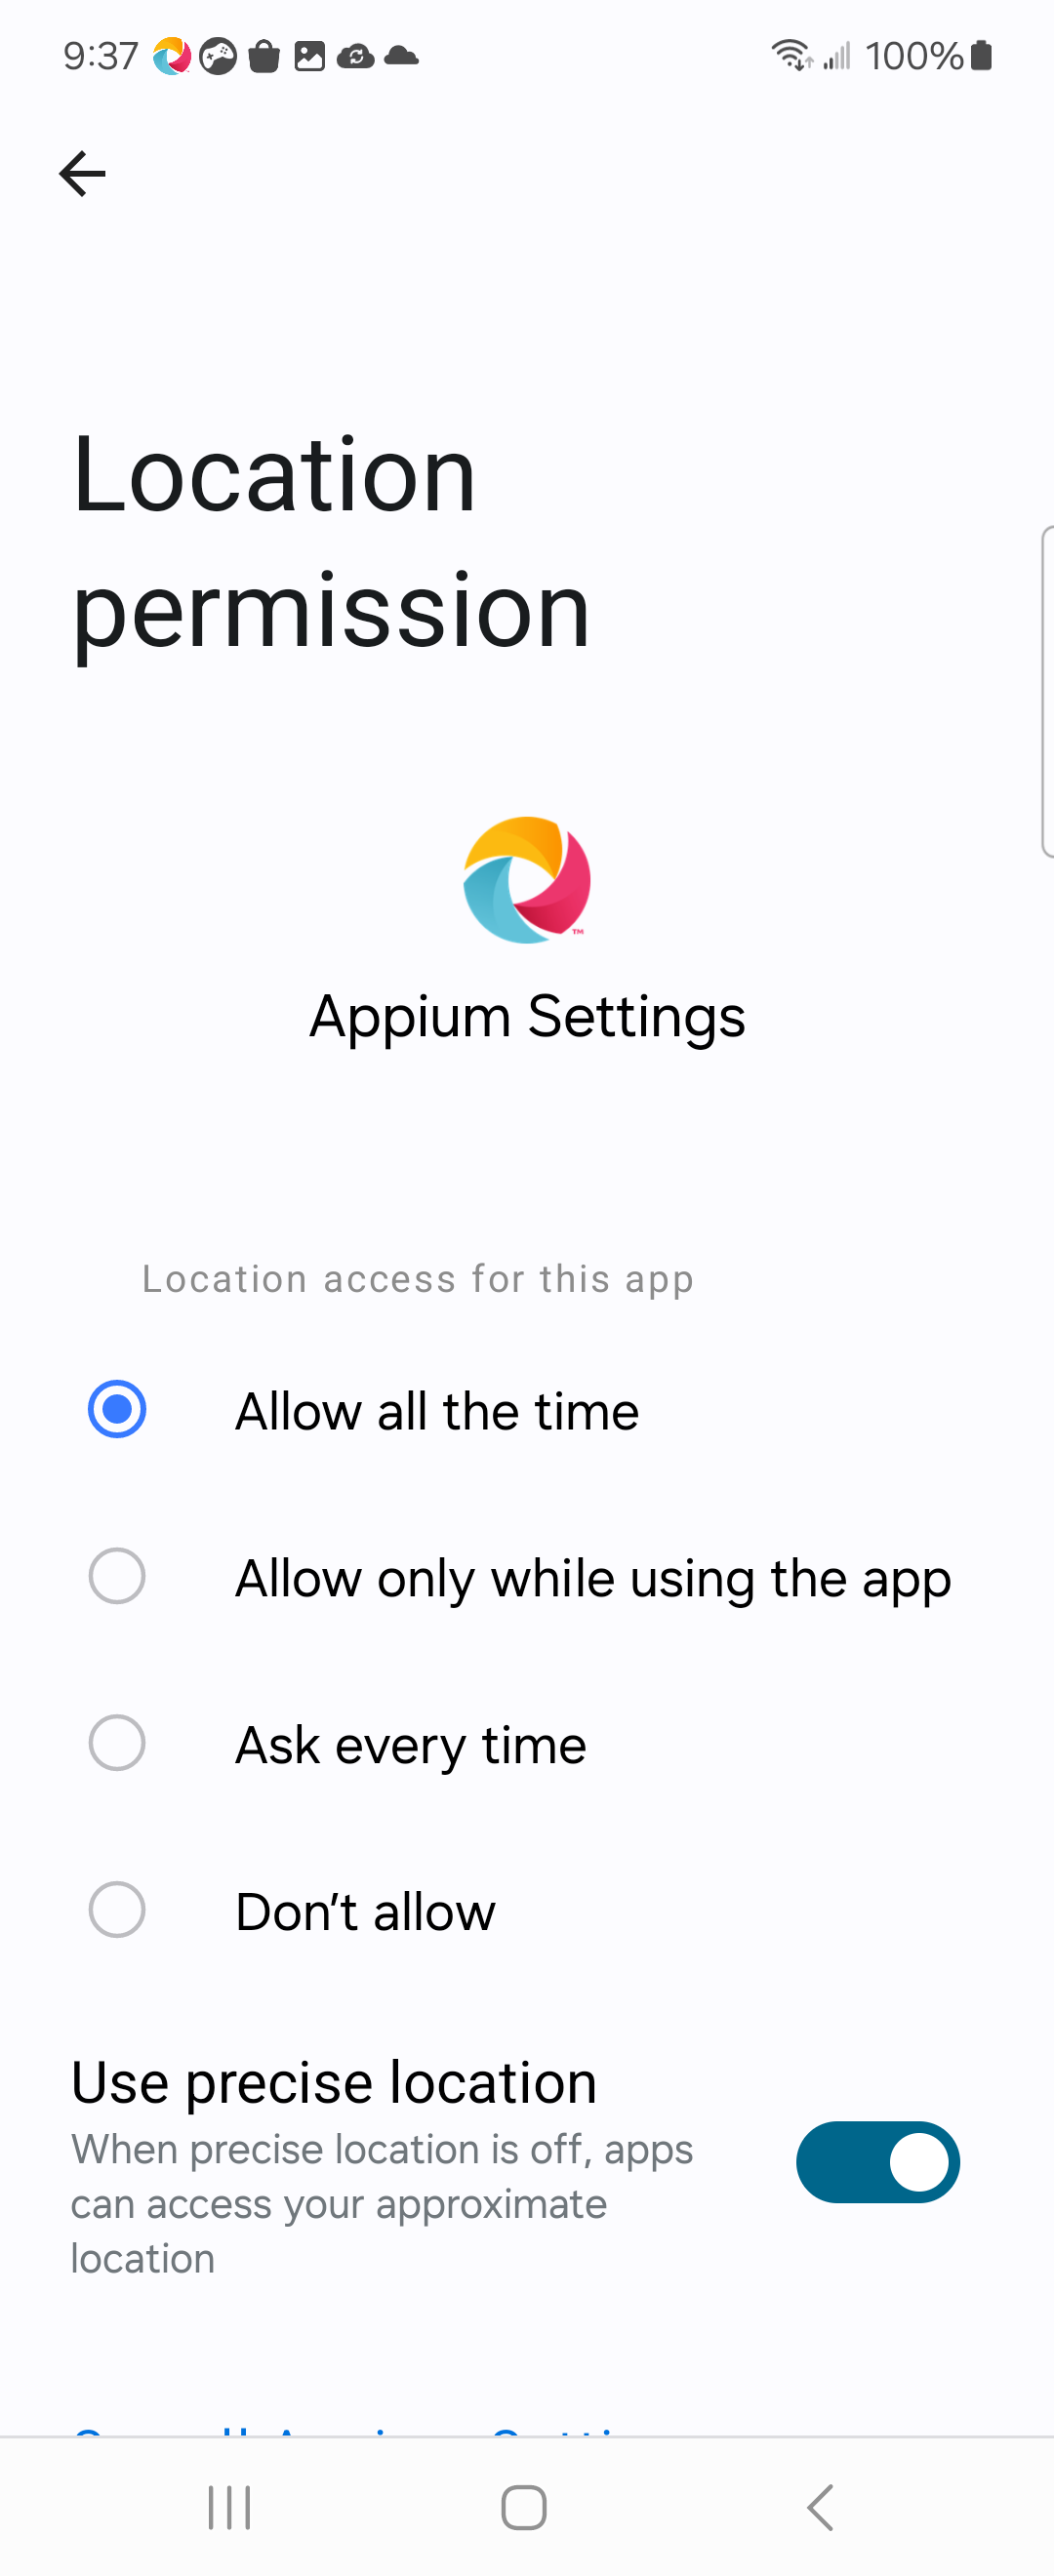 9:37
100%
Location
permission
TM
Appium Settings
Location access for this app
Allow all the time
Allow only while using the app
Ask every time
Don’t allow
Use precise location
When precise location is off, apps
can access your approximate
location